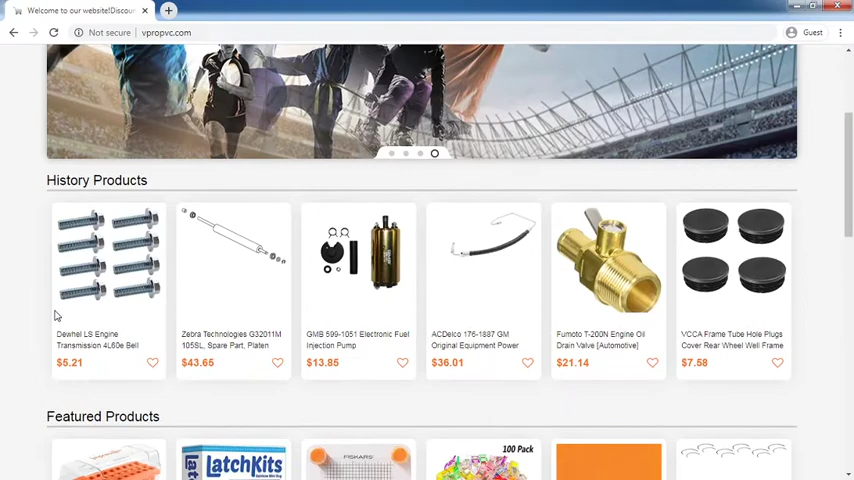 Welcome to our website!Discoun
Not secure
vpropvc.com
Guest
History Products
Dewhel LS Engine
Transmission 4L60e Bell
$5.21
Zebra Technologies G32011M
105SL, Spare Part, Platen
$43.65
GMB 599-1051 Electronic Fuel
Injection Pump
$13.85
ACDelco 176-1887 GM
Original Equipment Power
$36.01
Fumoto T-200N Engine Oil
Drain Valve [Automotive]
$21.14
VCCA Frame Tube Hole Plugs
Cover Rear Wheel Well Frame
$7.58
Featured Products
LatchKits
FISKARS
100 Pack